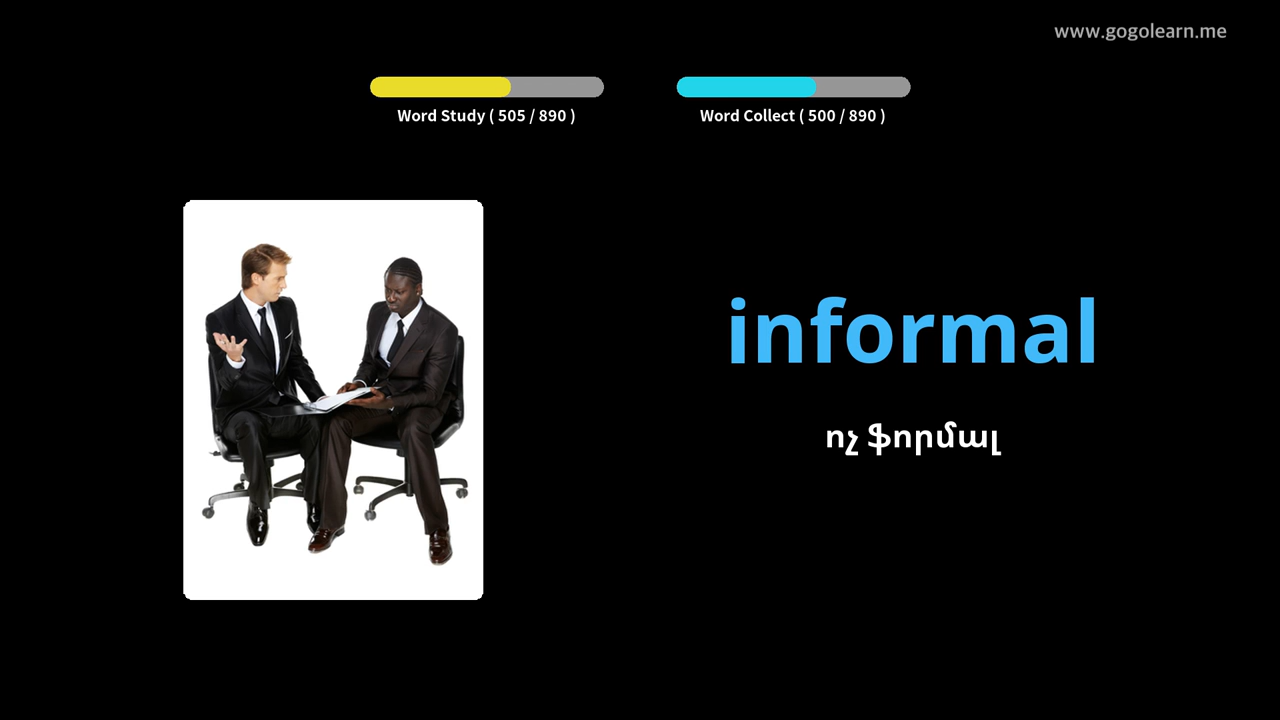 www.gogolearn.me
Word Study ( 505 / 890 )
Word Collect ( 500 / 890 )
informal
ոչ ֆորմալ